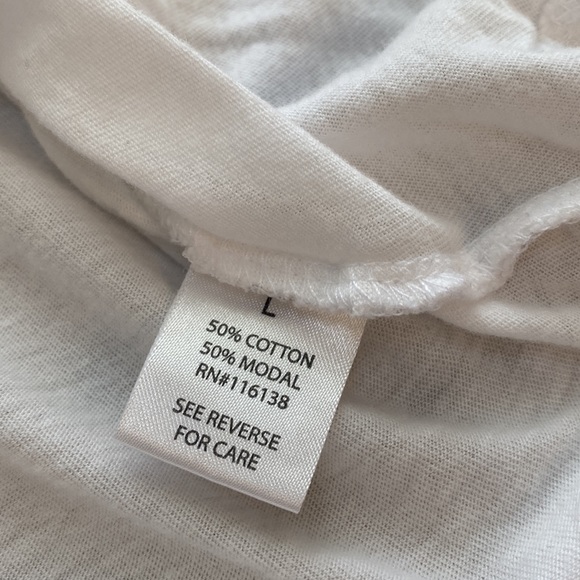 L
50% COTTON
50% MODAL
RN#116138
SEE REVERSE
FOR CARE